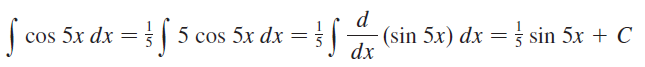 ∫ cos 5x dx = 1/5 ∫ 5 cos 5x dx = 1/5 ∫ d/dx (sin 5x) dx = 1/5 sin 5x + C